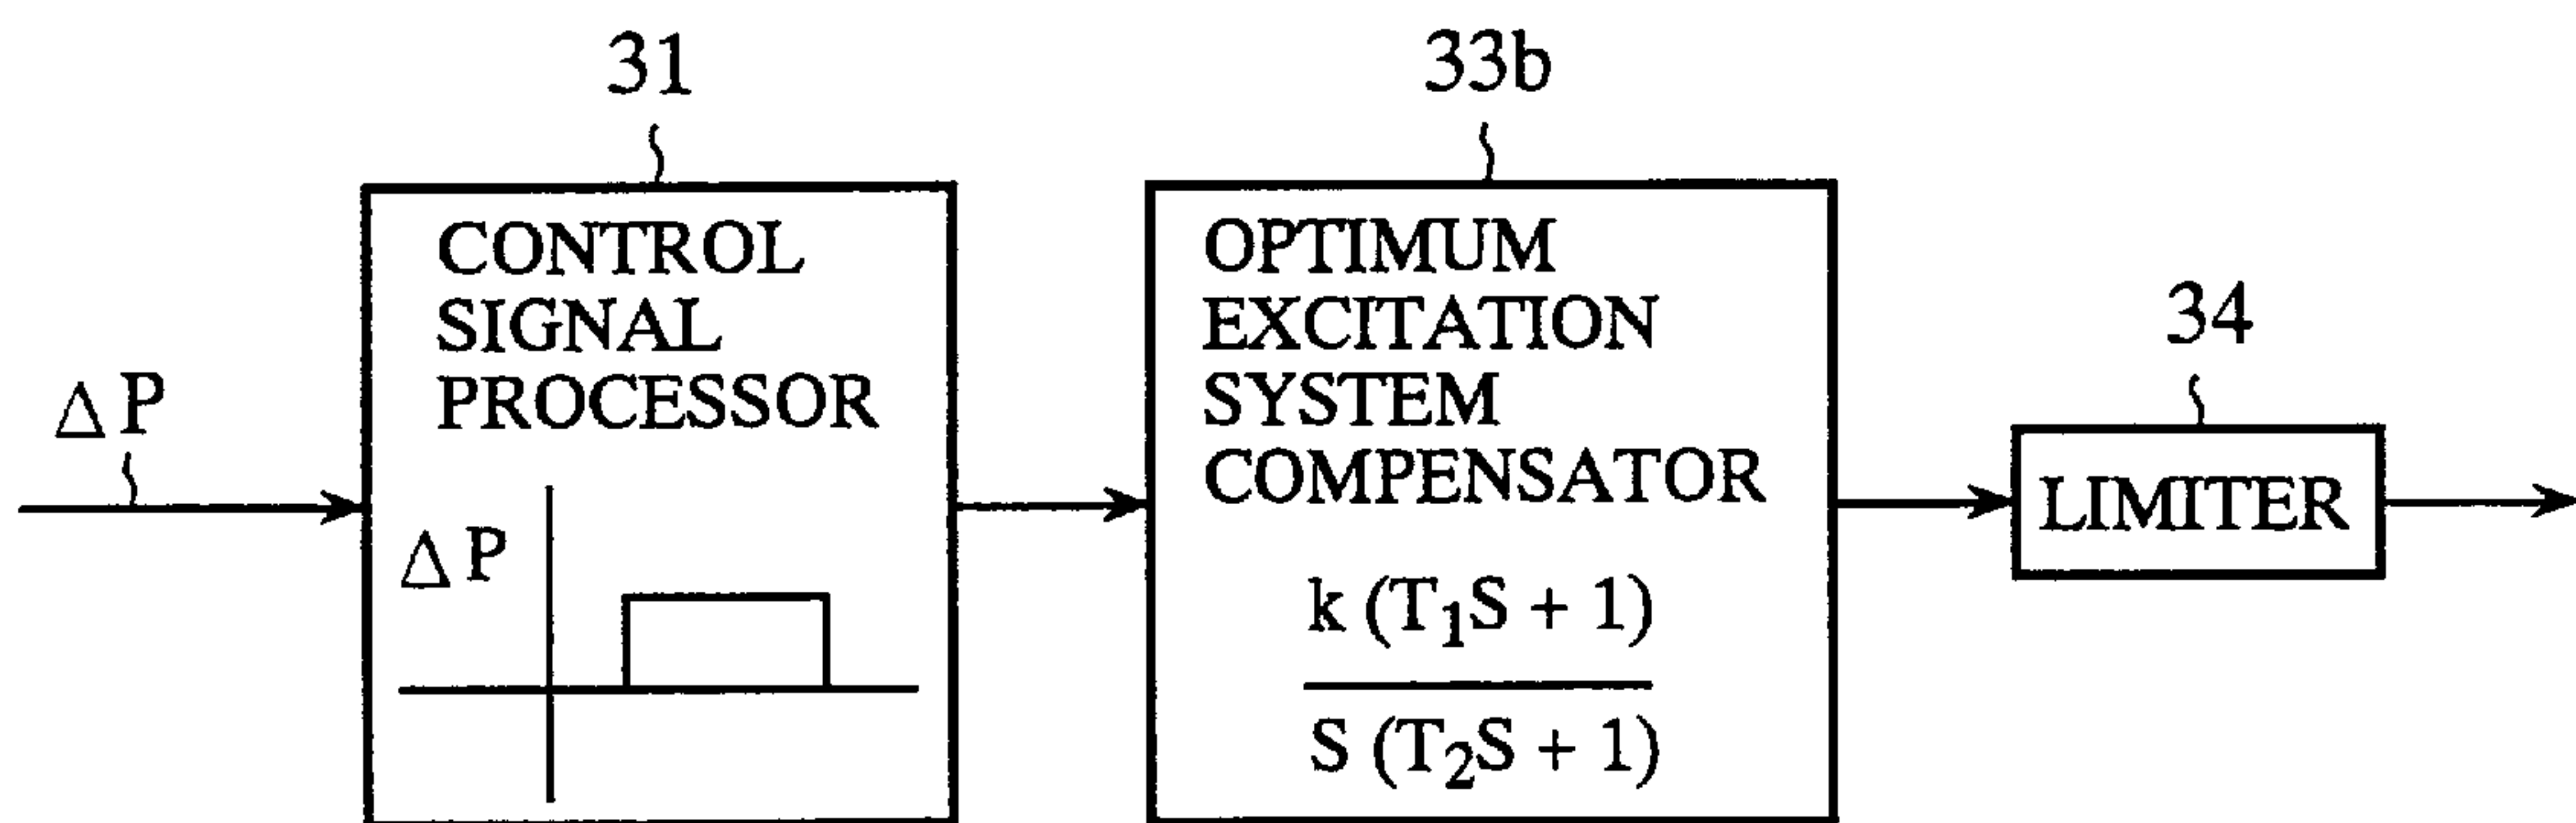 31
33b
34
ΔP
CONTROL
SIGNAL
PROCESSOR
ΔP
OPTIMUM
EXCITATION
SYSTEM
COMPENSATOR
k (T₁S + 1)
S (T₂S + 1)
LIMITER